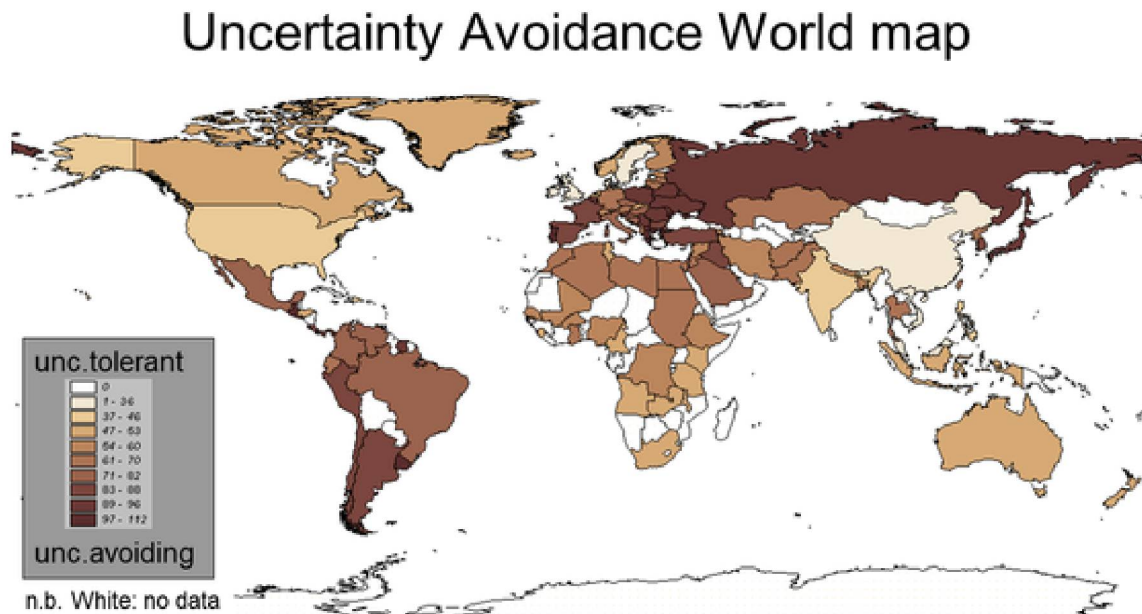 Uncertainty Avoidance World map
unc.tolerant
0
1 - 36
37 - 46
47 - 53
54 - 60
61 - 70
71 - 82
83 - 88
89 - 96
97 - 112
unc.avoiding
n.b. White: no data